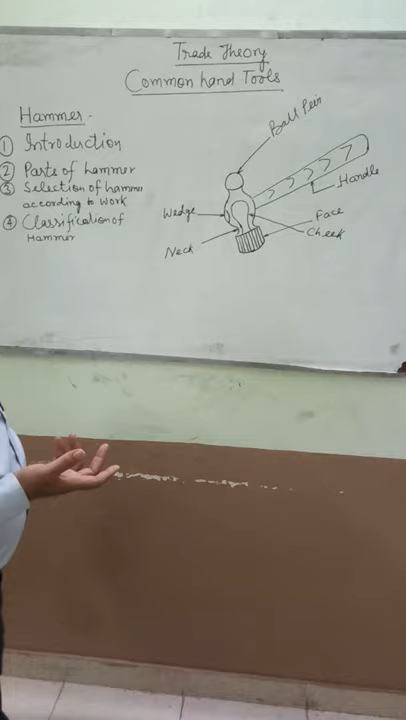 Trade Theory
Common hand Tools
Hammer.
① Introduction
② Parts of hammer
③ Selection of hammer
according to work
④ Classification of
Hammer
Ball Pein
Handle
Wedge
Face
Cheek
Neck